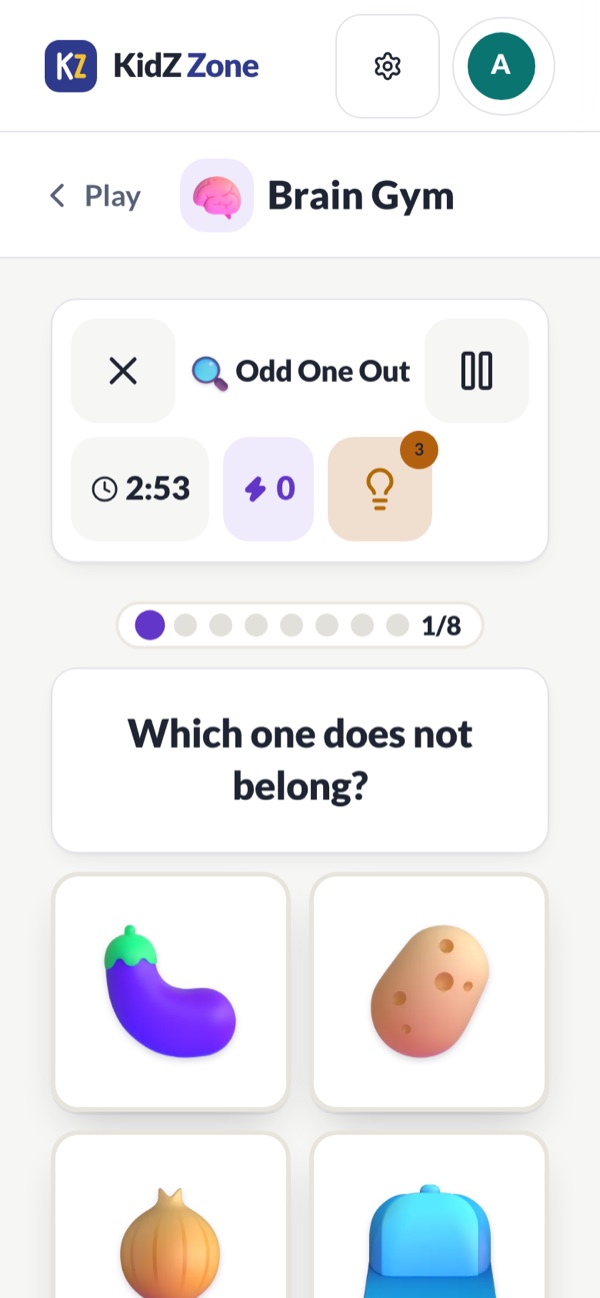 KZ KidZ Zone A
Play Brain Gym
Odd One Out
3
2:53 0
1/8
Which one does not
belong?